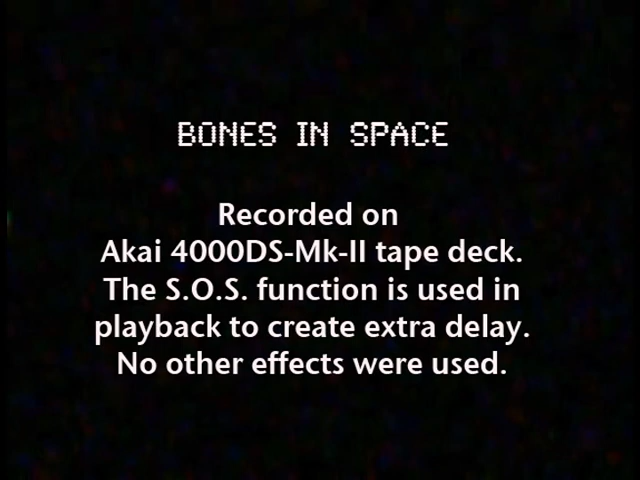 BONES IN SPACE
Recorded on
Akai 4000DS-Mk-II tape deck.
The S.O.S. function is used in
playback to create extra delay.
No other effects were used.